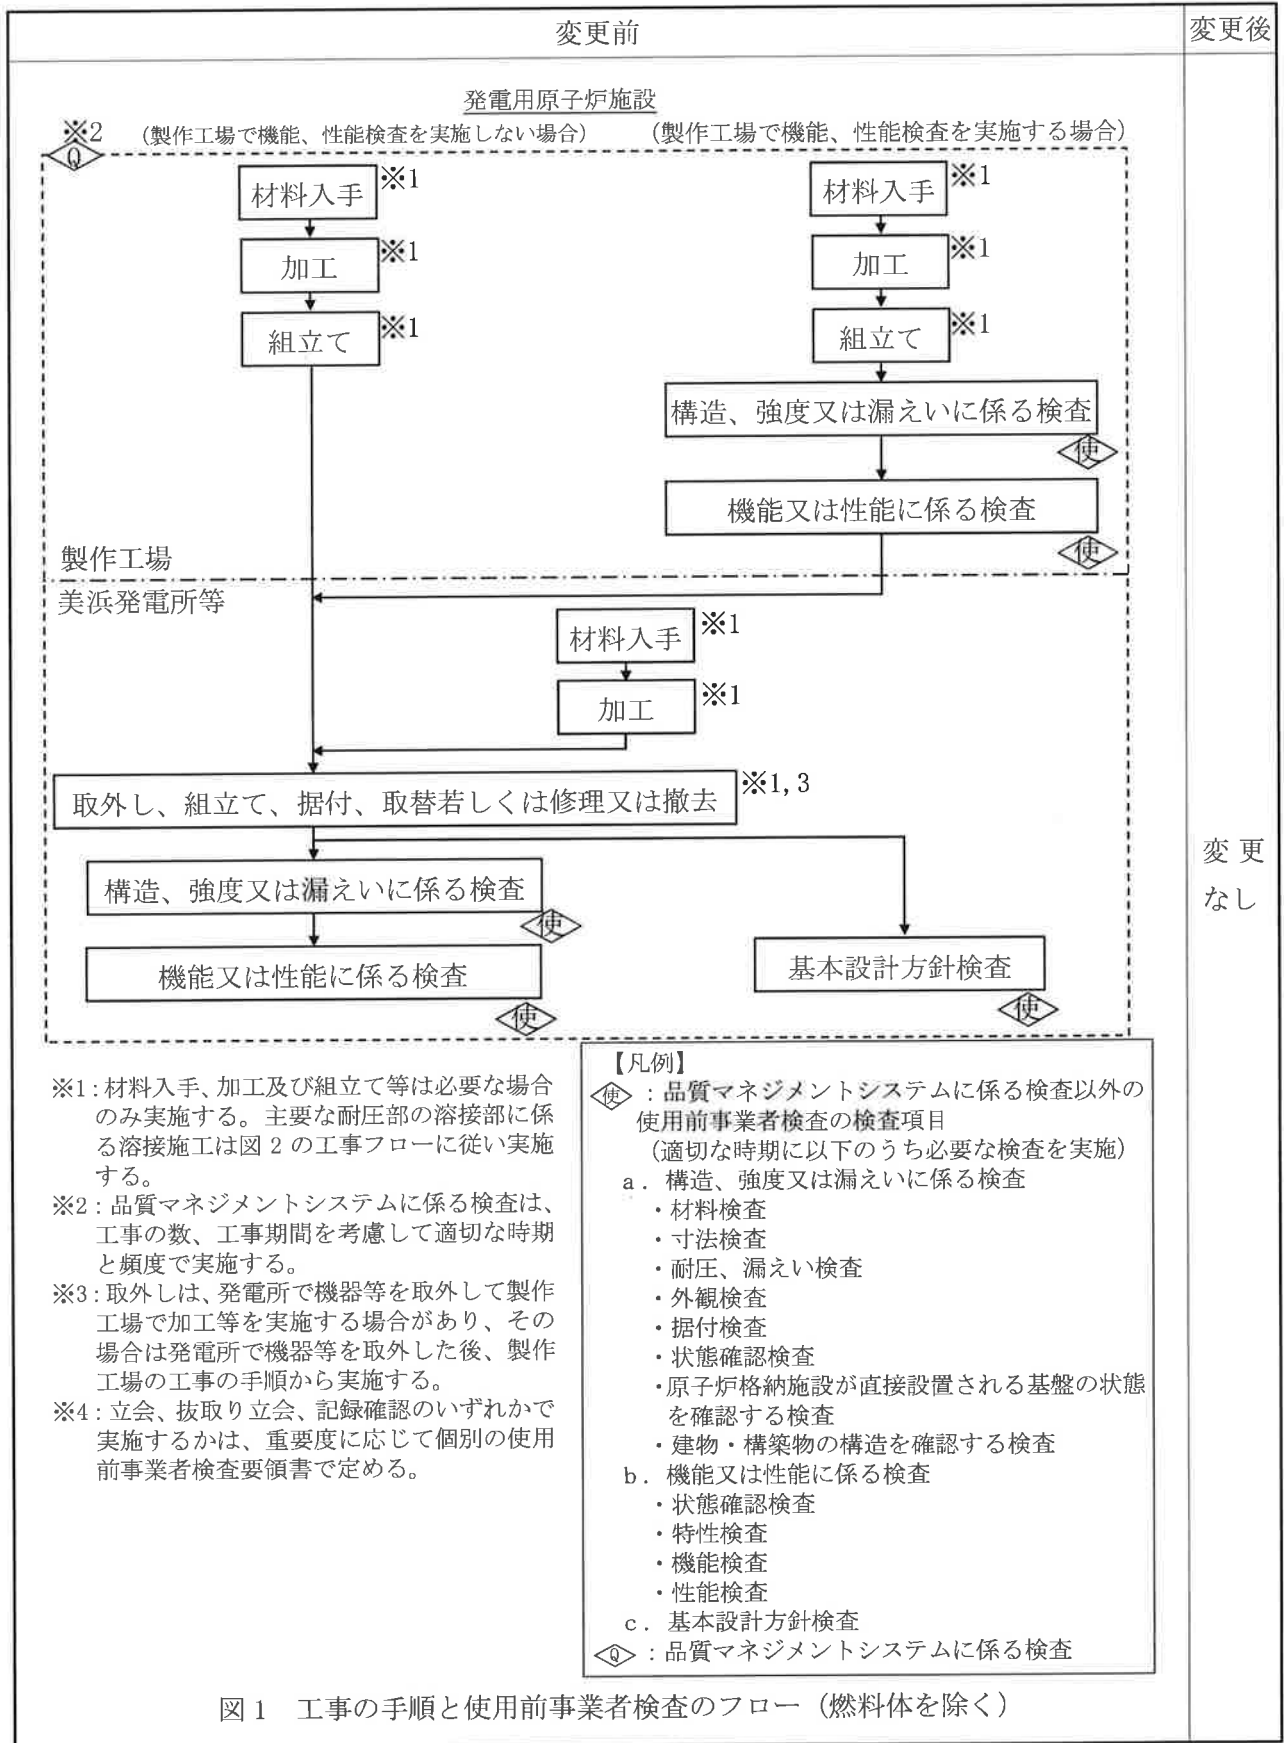 変更前
変更後
発電用原子炉施設
※2 (製作工場で機能、性能検査を実施しない場合) (製作工場で機能、性能検査を実施する場合)
Q
材料入手 ※1
加工 ※1
組立て ※1
材料入手 ※1
加工 ※1
組立て ※1
構造、強度又は漏えいに係る検査
使
機能又は性能に係る検査
使
製作工場
美浜発電所等
材料入手 ※1
加工 ※1
取外し、組立て、据付、取替若しくは修理又は撤去 ※1,3
構造、強度又は漏えいに係る検査
使
機能又は性能に係る検査
使
基本設計方針検査
使
変更
なし
※1:材料入手、加工及び組立て等は必要な場合
のみ実施する。主要な耐圧部の溶接部に係
る溶接施工は図2の工事フローに従い実施
する。
※2:品質マネジメントシステムに係る検査は、
工事の数、工事期間を考慮して適切な時期
と頻度で実施する。
※3:取外しは、発電所で機器等を取外して製作
工場で加工等を実施する場合があり、その
場合は発電所で機器等を取外した後、製作
工場の工事の手順から実施する。
※4:立会、抜取り立会、記録確認のいずれかで
実施するかは、重要度に応じて個別の使用
前事業者検査要領書で定める。
【凡例】
使:品質マネジメントシステムに係る検査以外の
使用前事業者検査の検査項目
(適切な時期に以下のうち必要な検査を実施)
a.構造、強度又は漏えいに係る検査
・材料検査
・寸法検査
・耐圧、漏えい検査
・外観検査
・据付検査
・状態確認検査
・原子炉格納施設が直接設置される基盤の状態
を確認する検査
・建物・構築物の構造を確認する検査
b.機能又は性能に係る検査
・状態確認検査
・特性検査
・機能検査
・性能検査
c.基本設計方針検査
Q:品質マネジメントシステムに係る検査
図1 工事の手順と使用前事業者検査のフロー(燃料体を除く)